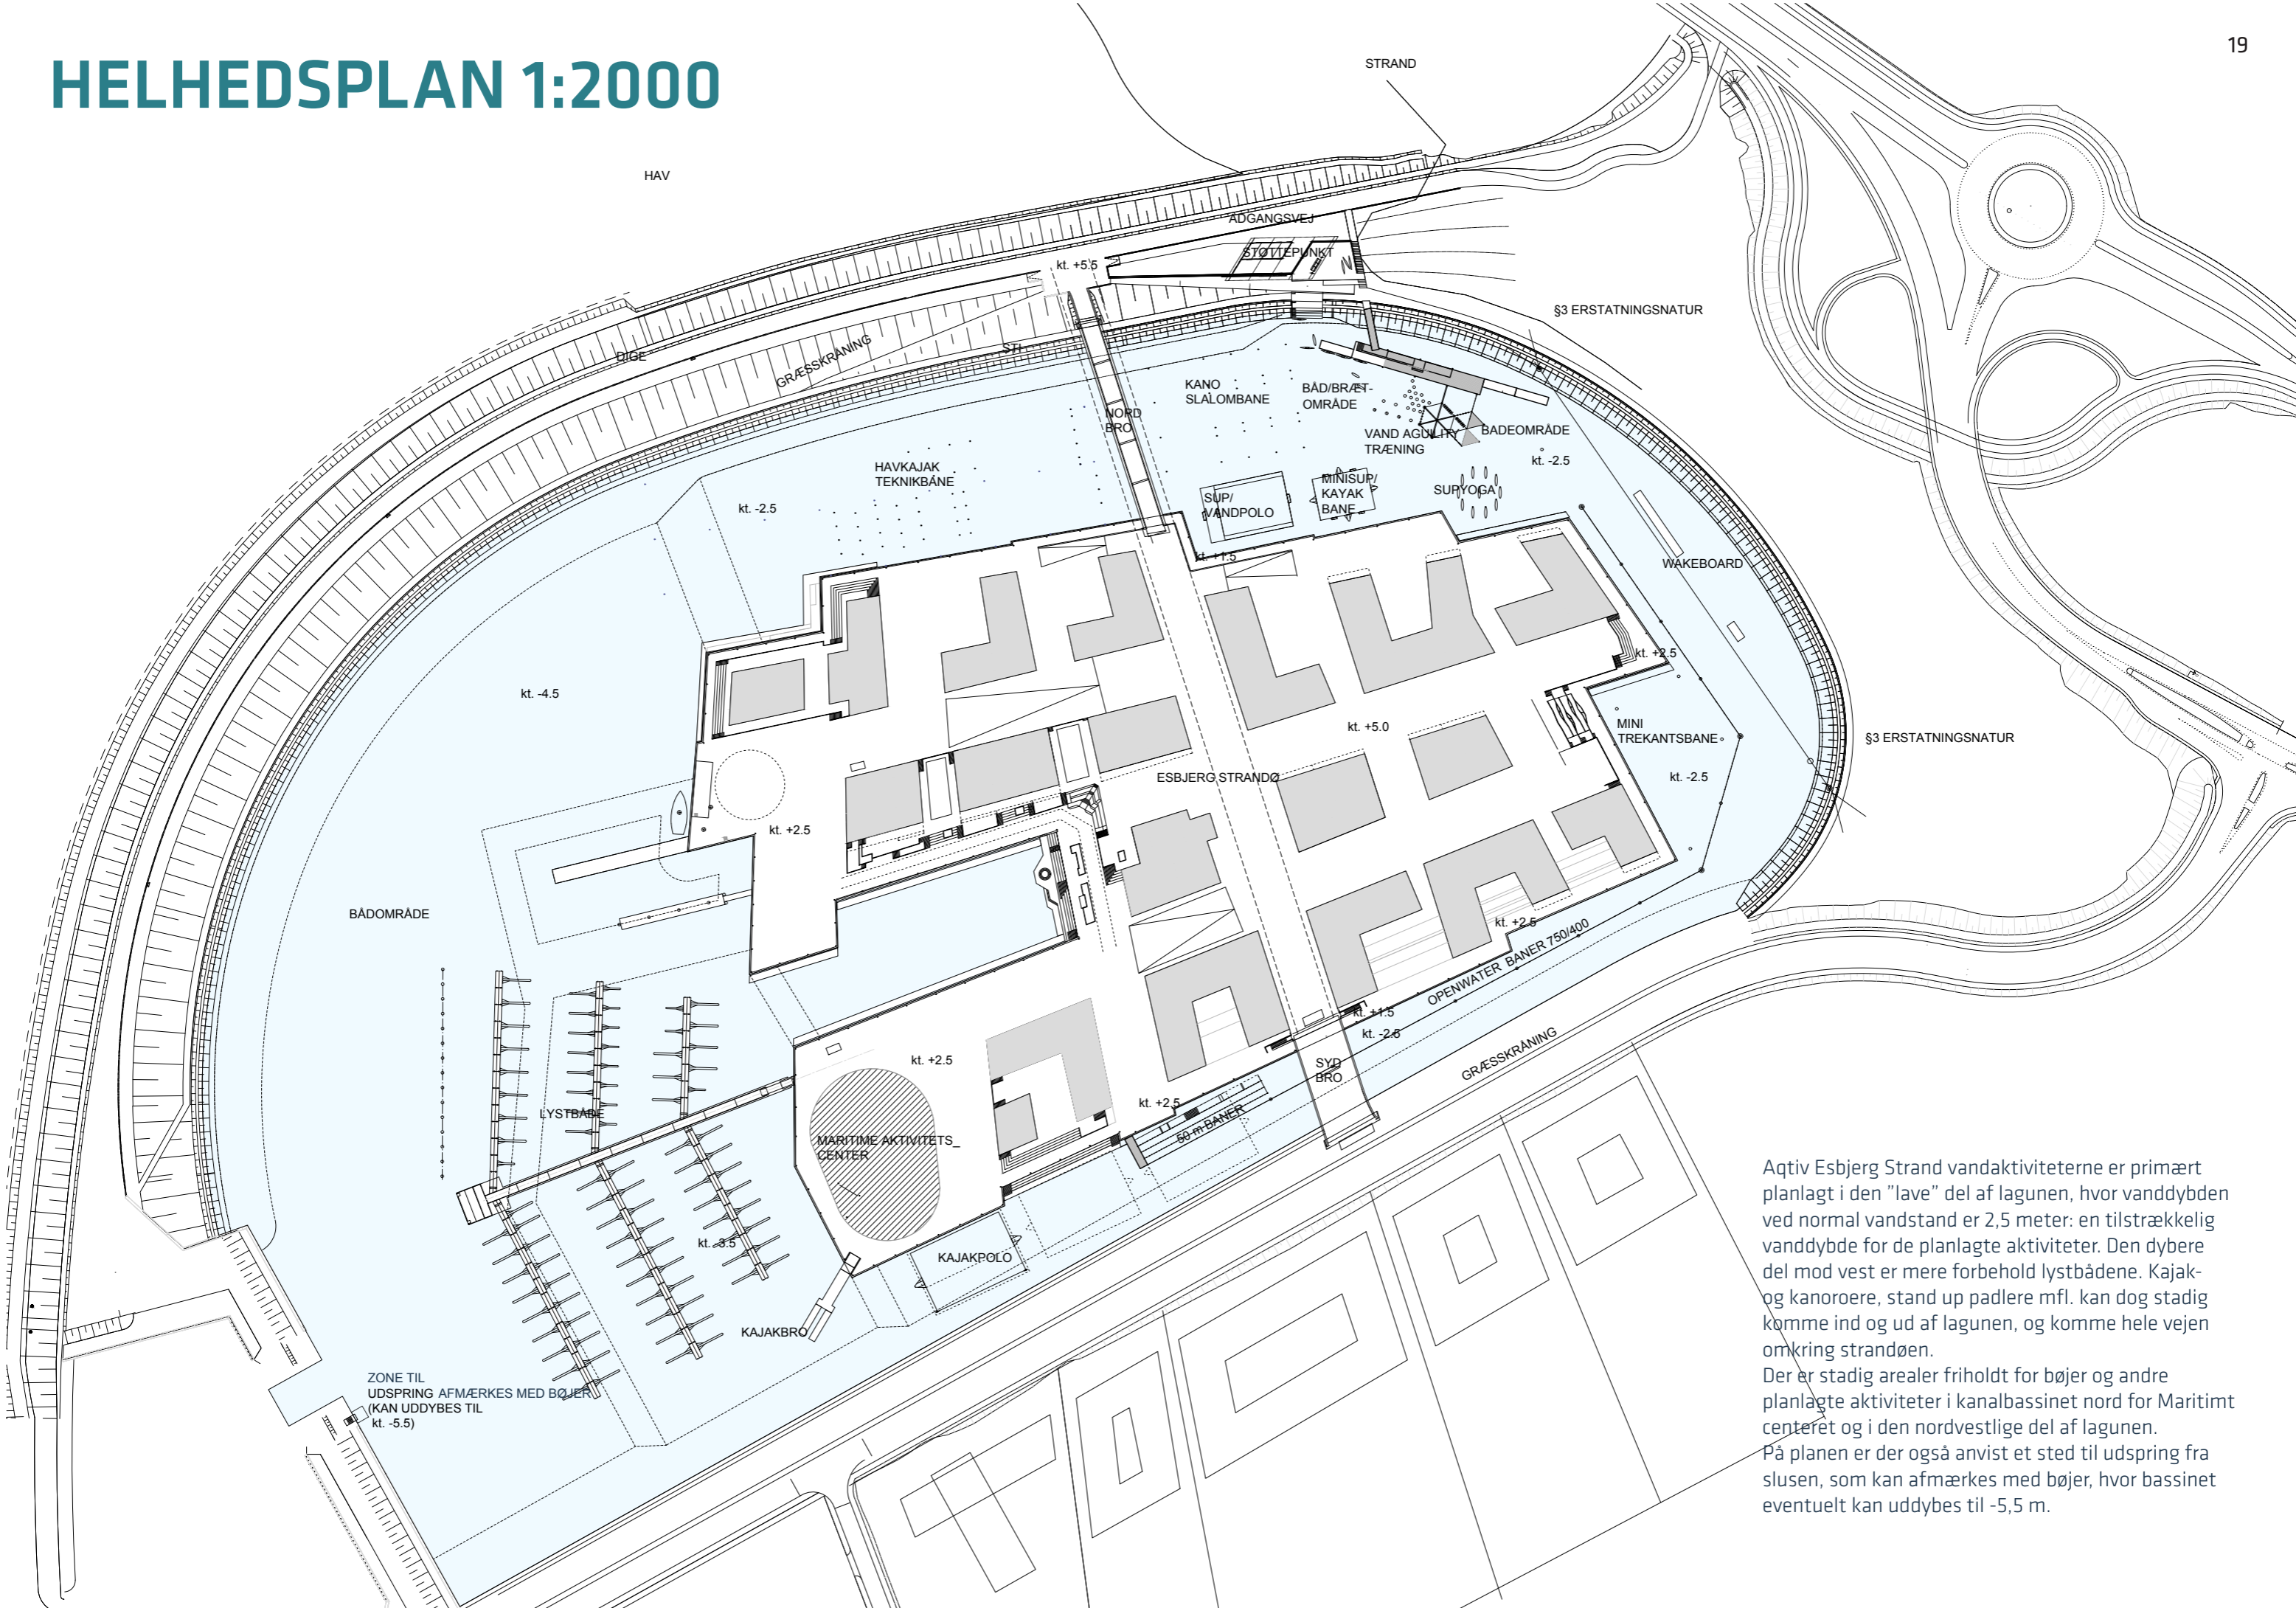 HELHEDSPLAN 1:2000
19
STRAND
HAV
ADGANGSVEJ
STØTTEPUNKT
kt. +5.5
§3 ERSTATNINGSNATUR
DIGE
GRÆSSKRÅNING
STI
KANO
SLALOMBANE
BÅD/BRÆT-
OMRÅDE
NORD
BRO
VAND AGUILITY
TRÆNING
BADEOMRÅDE
kt. -2.5
HAVKAJAK
TEKNIKBANE
kt. -2.5
SUP/
VANDPOLO
MINISUP/
KAYAK
BANE
SUPYOGA
kt. +1.5
WAKEBOARD
kt. +2.5
kt. -4.5
kt. +5.0
MINI
TREKANTSBANE
§3 ERSTATNINGSNATUR
kt. -2.5
ESBJERG STRANDØ
kt. +2.5
BÅDOMRÅDE
kt. +2.5
OPENWATER BANER 750/400
kt. +1.5
kt. -2.6
GRÆSSKRÅNING
kt. +2.5
SYD
BRO
LYSTBÅDE
kt. +2.5
50 m BANER
MARITIME AKTIVITETS_
CENTER
kt. -3.5
KAJAKPOLO
KAJAKBRO
ZONE TIL
UDSPRING AFMÆRKES MED BØJER
(KAN UDDYBES TIL
kt. -5.5)
Aqtiv Esbjerg Strand vandaktiviteterne er primært
planlagt i den ”lave” del af lagunen, hvor vanddybden
ved normal vandstand er 2,5 meter: en tilstrækkelig
vanddybde for de planlagte aktiviteter. Den dybere
del mod vest er mere forbehold lystbådene. Kajak-
og kanoroere, stand up padlere mfl. kan dog stadig
komme ind og ud af lagunen, og komme hele vejen
omkring strandøen.
Der er stadig arealer friholdt for bøjer og andre
planlagte aktiviteter i kanalbassinet nord for Maritimt
centeret og i den nordvestlige del af lagunen.
På planen er der også anvist et sted til udspring fra
slusen, som kan afmærkes med bøjer, hvor bassinet
eventuelt kan uddybes til -5,5 m.